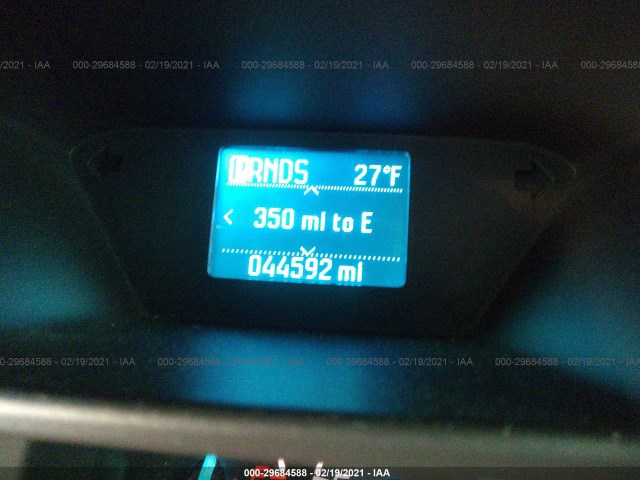 /2021 - IAA 000-29684588 - 02/19/2021 - IAA 000-29684588 - 02/19/2021 - IAA 000-29684588 - 02/19/2021 - IAA 000-29684588 - 02/19/
PRNDS 27°F
< 350 mi to E
044592 mi
-29684588 - 02/19/2021 - IAA 000-29684588 - 02/19/2021 - IAA 000-29684588 - 02/19/2021 - IAA 000-29684588 - 02/19/2021 - IAA
000-29684588 - 02/19/2021 - IAA